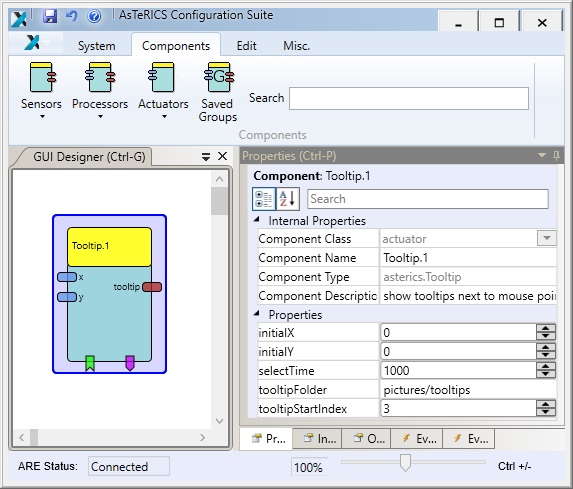 AsTeRICS Configuration Suite
System Components Edit Misc.
Sensors Processors Actuators Saved Groups
G
Search
Components
GUI Designer (Ctrl-G)
Tooltip.1
x
y
tooltip
Properties (Ctrl-P)
Component: Tooltip.1
A Z
Search
Internal Properties
Component Class actuator
Component Name Tooltip.1
Component Type asterics.Tooltip
Component Descriptio show tooltips next to mouse poi
Properties
initialX 0
initialY 0
selectTime 1000
tooltipFolder pictures/tooltips
tooltipStartIndex 3
Pr... In... O... Ev... Ev...
ARE Status: Connected 100% Ctrl +/-